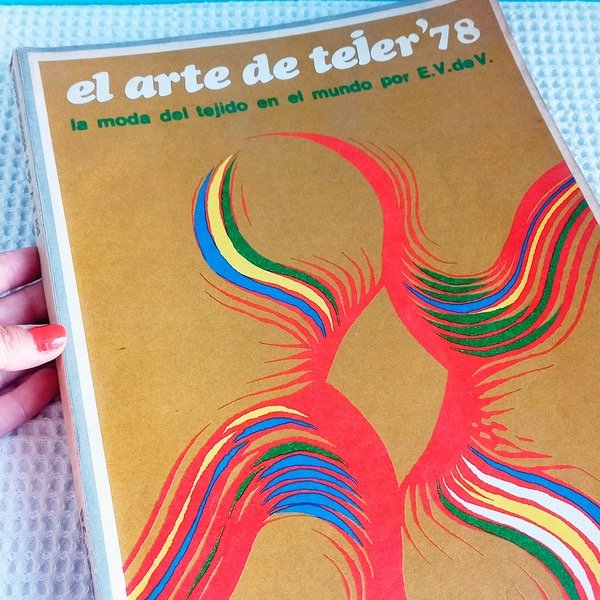 el arte de tejer'78
la moda del tejido en el mundo por E.V.deV.